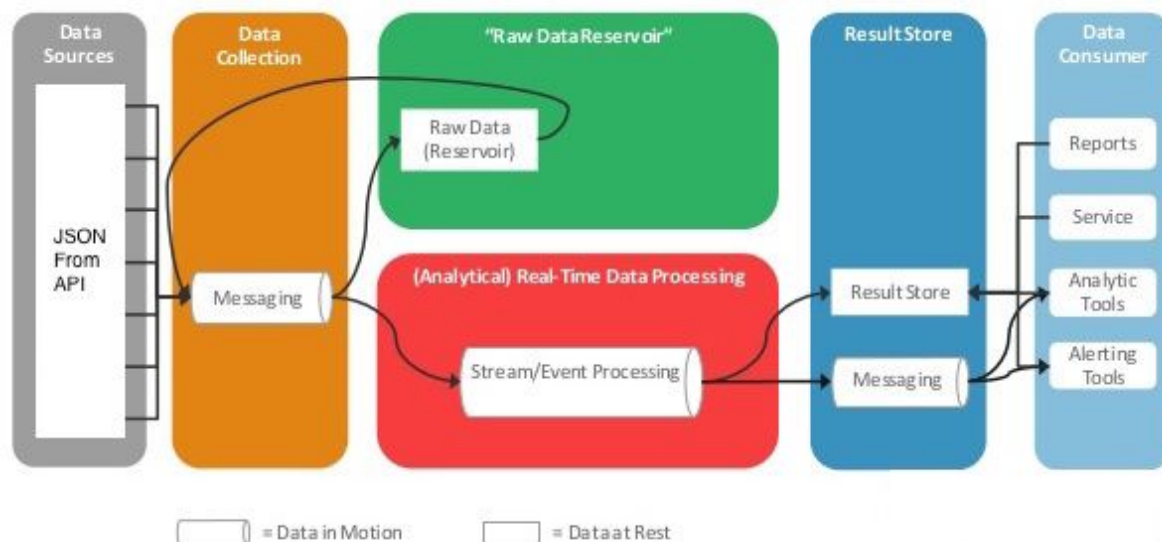 Data
Sources
Data
Collection
"Raw Data Reservoir"
Result Store
Data
Consumer
Raw Data
(Reservoir)
Reports
JSON
From
API
Service
(Analytical) Real-Time Data Processing
Messaging
Result Store
Analytic
Tools
Stream/Event Processing
Messaging
Alerting
Tools
= Data in Motion
= Data at Rest